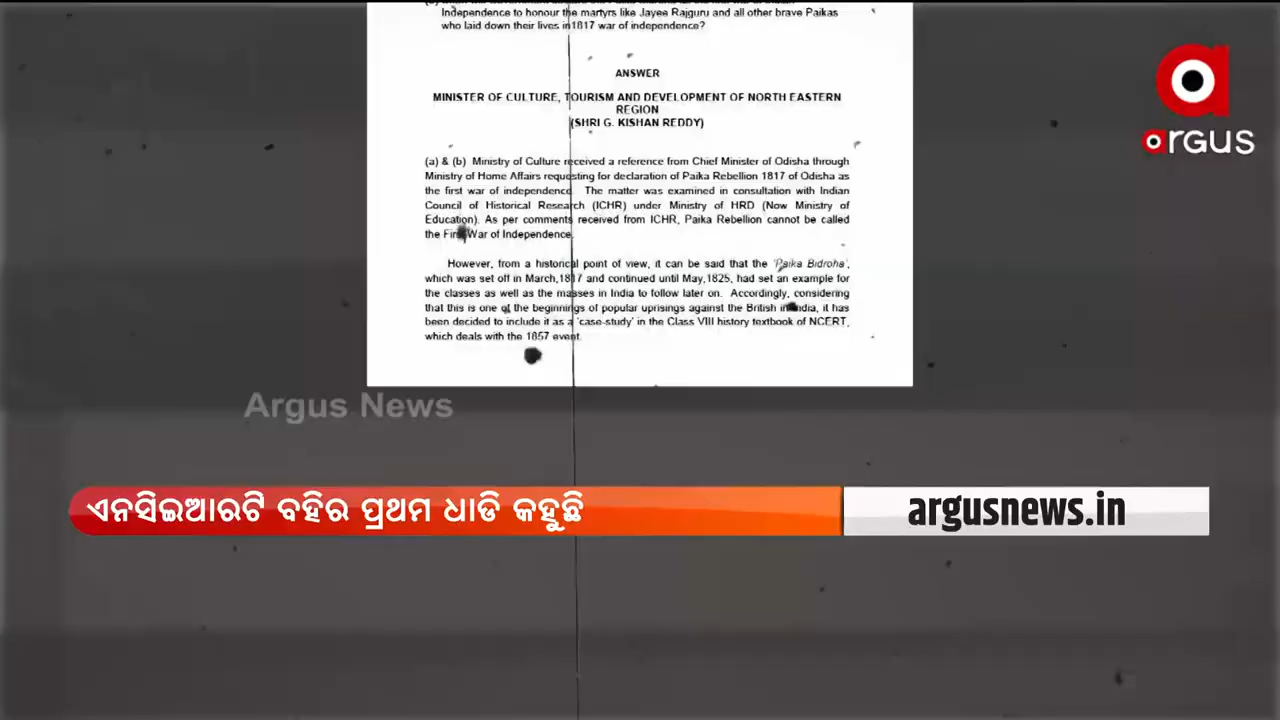 Independence to honour the martyrs like Jayee Rajguru and all other brave Paikas
who laid down their lives in1817 war of independence?
ANSWER
MINISTER OF CULTURE, TOURISM AND DEVELOPMENT OF NORTH EASTERN
REGION
(SHRI G. KISHAN REDDY)
(a) & (b) Ministry of Culture received a reference from Chief Minister of Odisha through
Ministry of Home Affairs requesting for declaration of Paika Rebellion 1817 of Odisha as
the first war of independence. The matter was examined in consultation with Indian
Council of Historical Research (ICHR) under Ministry of HRD (Now Ministry of
Education). As per comments received from ICHR, Paika Rebellion cannot be called
the First War of Independence.
However, from a historical point of view, it can be said that the 'Paika Bidroha',
which was set off in March,1817 and continued until May,1825, had set an example for
the classes as well as the masses in India to follow later on. Accordingly, considering
that this is one of the beginnings of popular uprisings against the British in India, it has
been decided to include it as a 'case-study' in the Class VIII history textbook of NCERT,
which deals with the 1857 event.
argus
Argus News
ଏନସିଇଆରଟି ବହିର ପ୍ରଥମ ଧାଡି କହୁଛି
argusnews.in